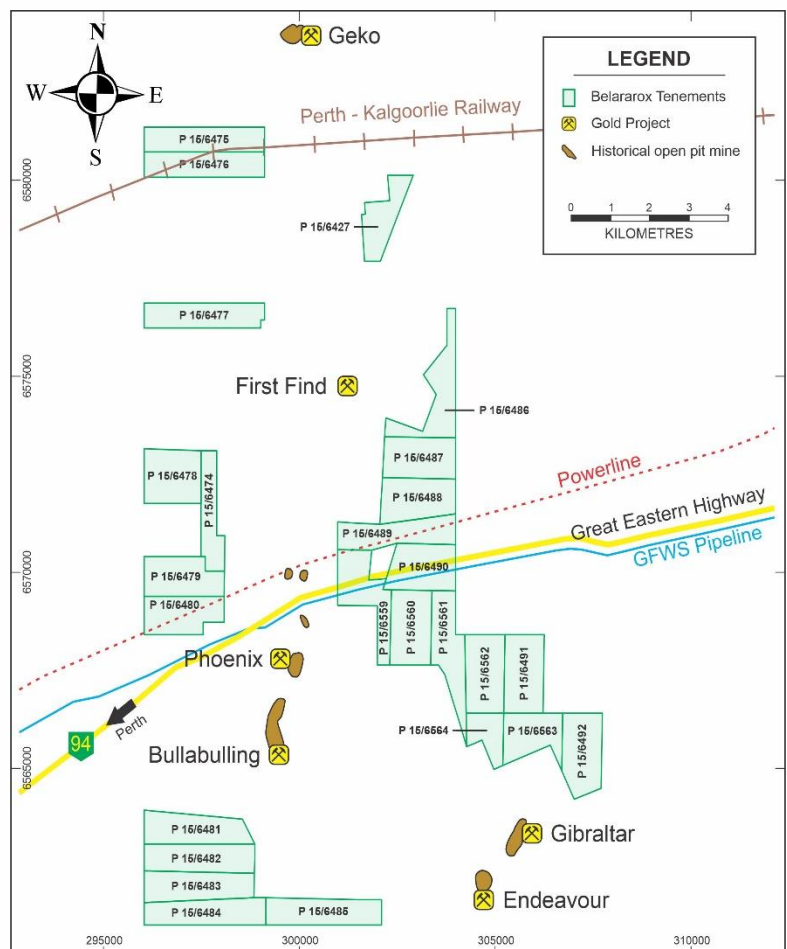 N
W
E
S
Geko
LEGEND
Belararox Tenements
Gold Project
Historical open pit mine
0 1 2 3 4
KILOMETRES
Perth - Kalgoorlie Railway
P 15/6475
P 15/6476
6580000
P 15/6427
P 15/6477
6575000
First Find
P 15/6486
P 15/6487
P 15/6478
P 15/6474
P 15/6488
Powerline
Great Eastern Highway
GFWS Pipeline
P 15/6489
6570000
P 15/6490
P 15/6479
P 15/6480
P 15/6559
P 15/6560
P 15/6561
P 15/6562
P 15/6491
Phoenix
Perth
94
P 15/6564
P 15/6563
P 15/6492
Bullabulling
6565000
P 15/6481
P 15/6482
P 15/6483
P 15/6484
P 15/6485
Gibraltar
Endeavour
295000
300000
305000
310000